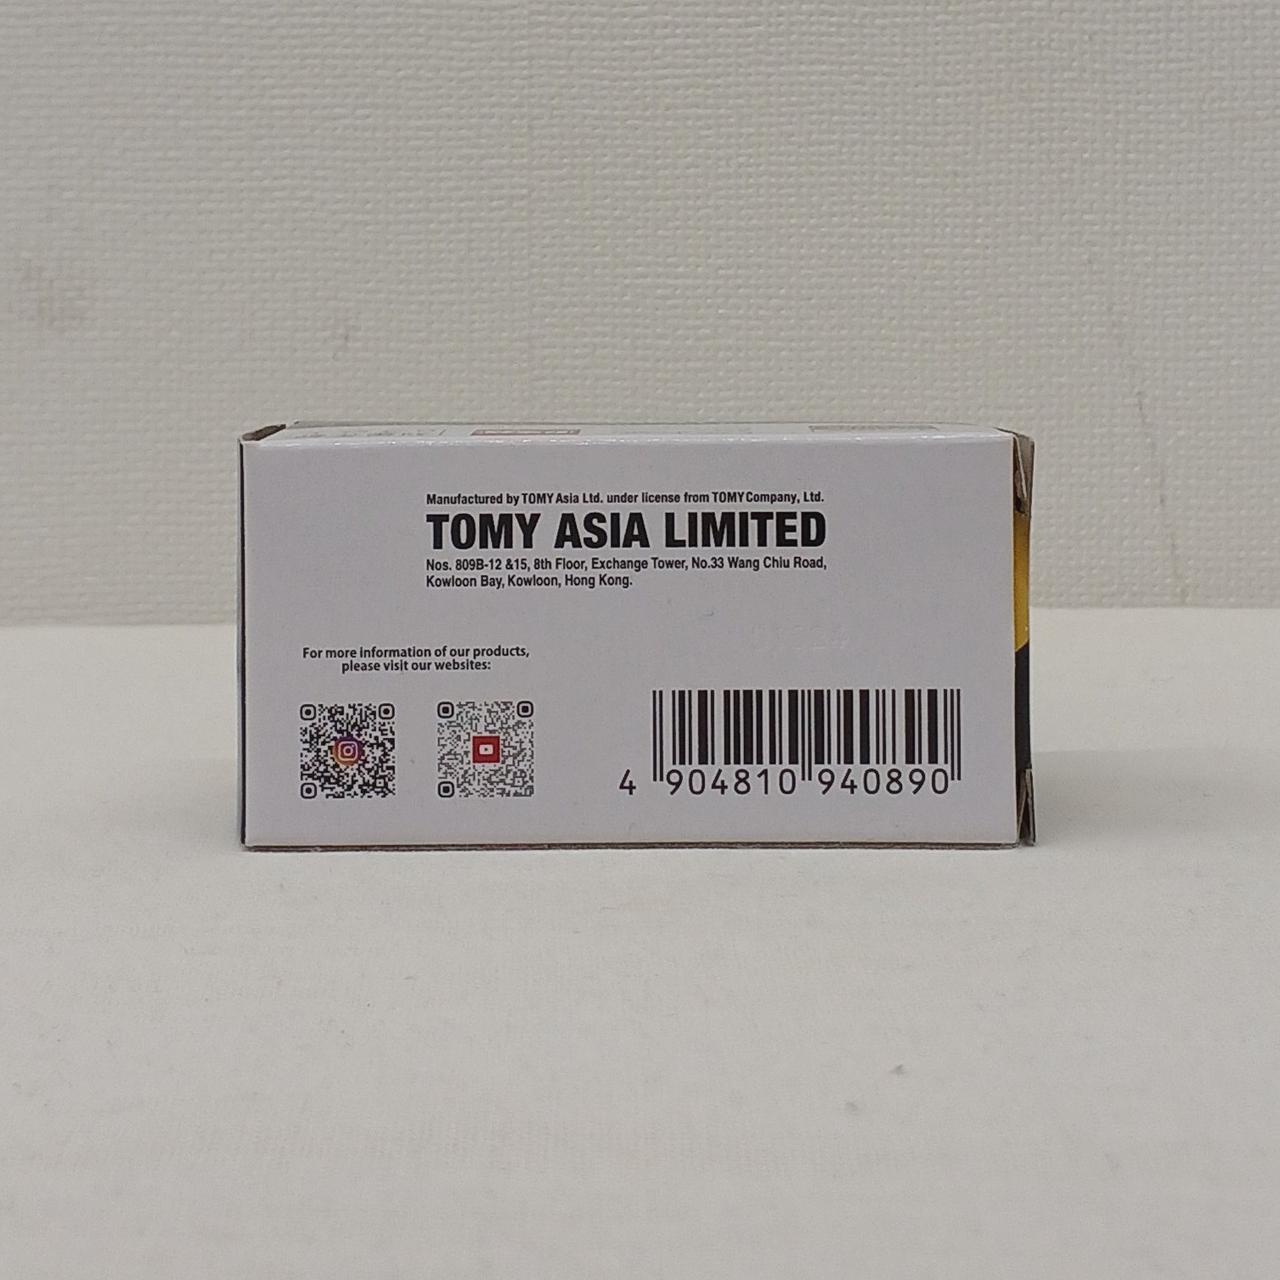 Manufactured by TOMY Asia Ltd. under license from TOMY Company, Ltd.
TOMY ASIA LIMITED
Nos. 809B-12 &15, 8th Floor, Exchange Tower, No.33 Wang Chiu Road,
Kowloon Bay, Kowloon, Hong Kong.
For more information of our products,
please visit our websites:
4 904810 940890